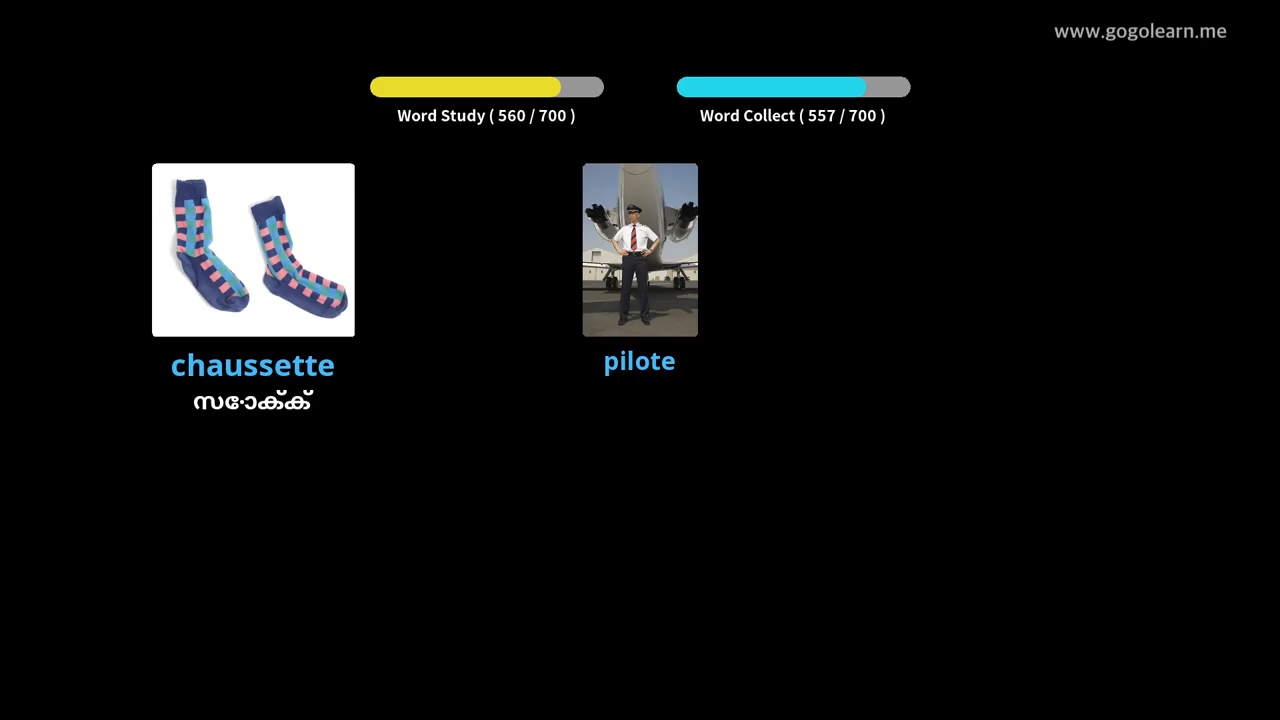 www.gogolearn.me
Word Study ( 560 / 700 )
Word Collect ( 557 / 700 )
chaussette
സോക്ക്
pilote